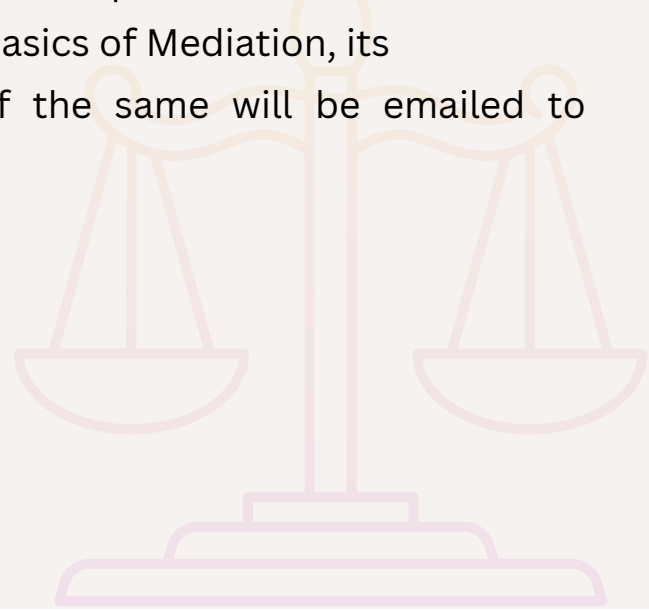 asics of Mediation, its
f the same will be emailed to